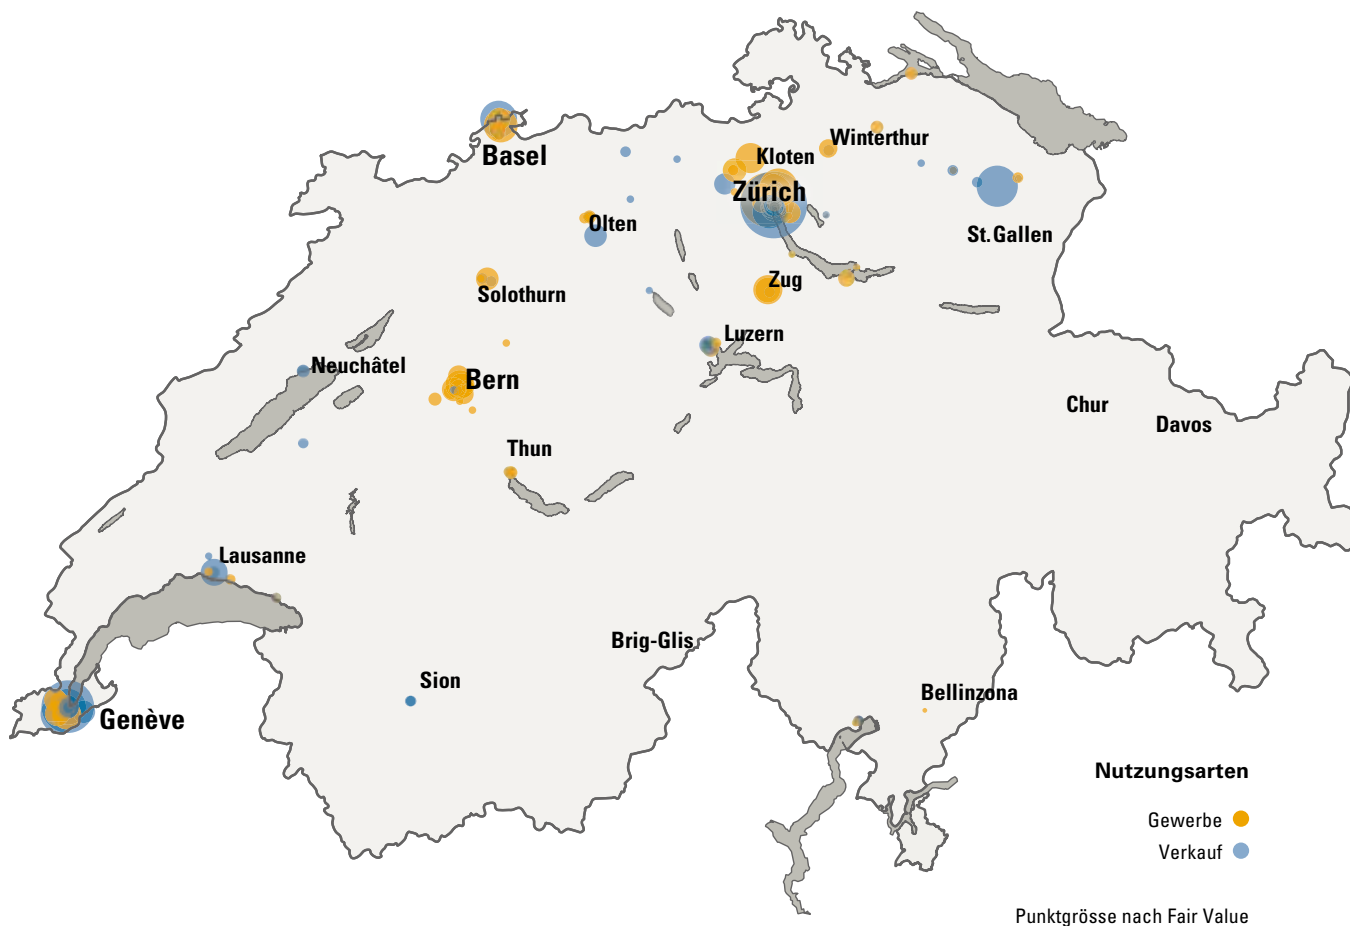 Basel
Winterthur
Kloten
Zürich
Olten
St.Gallen
Zug
Solothurn
Luzern
Neuchâtel
Bern
Chur
Davos
Thun
Lausanne
Brig-Glis
Sion
Bellinzona
Genève
Nutzungsarten
Gewerbe
Verkauf
Punktgrösse nach Fair Value